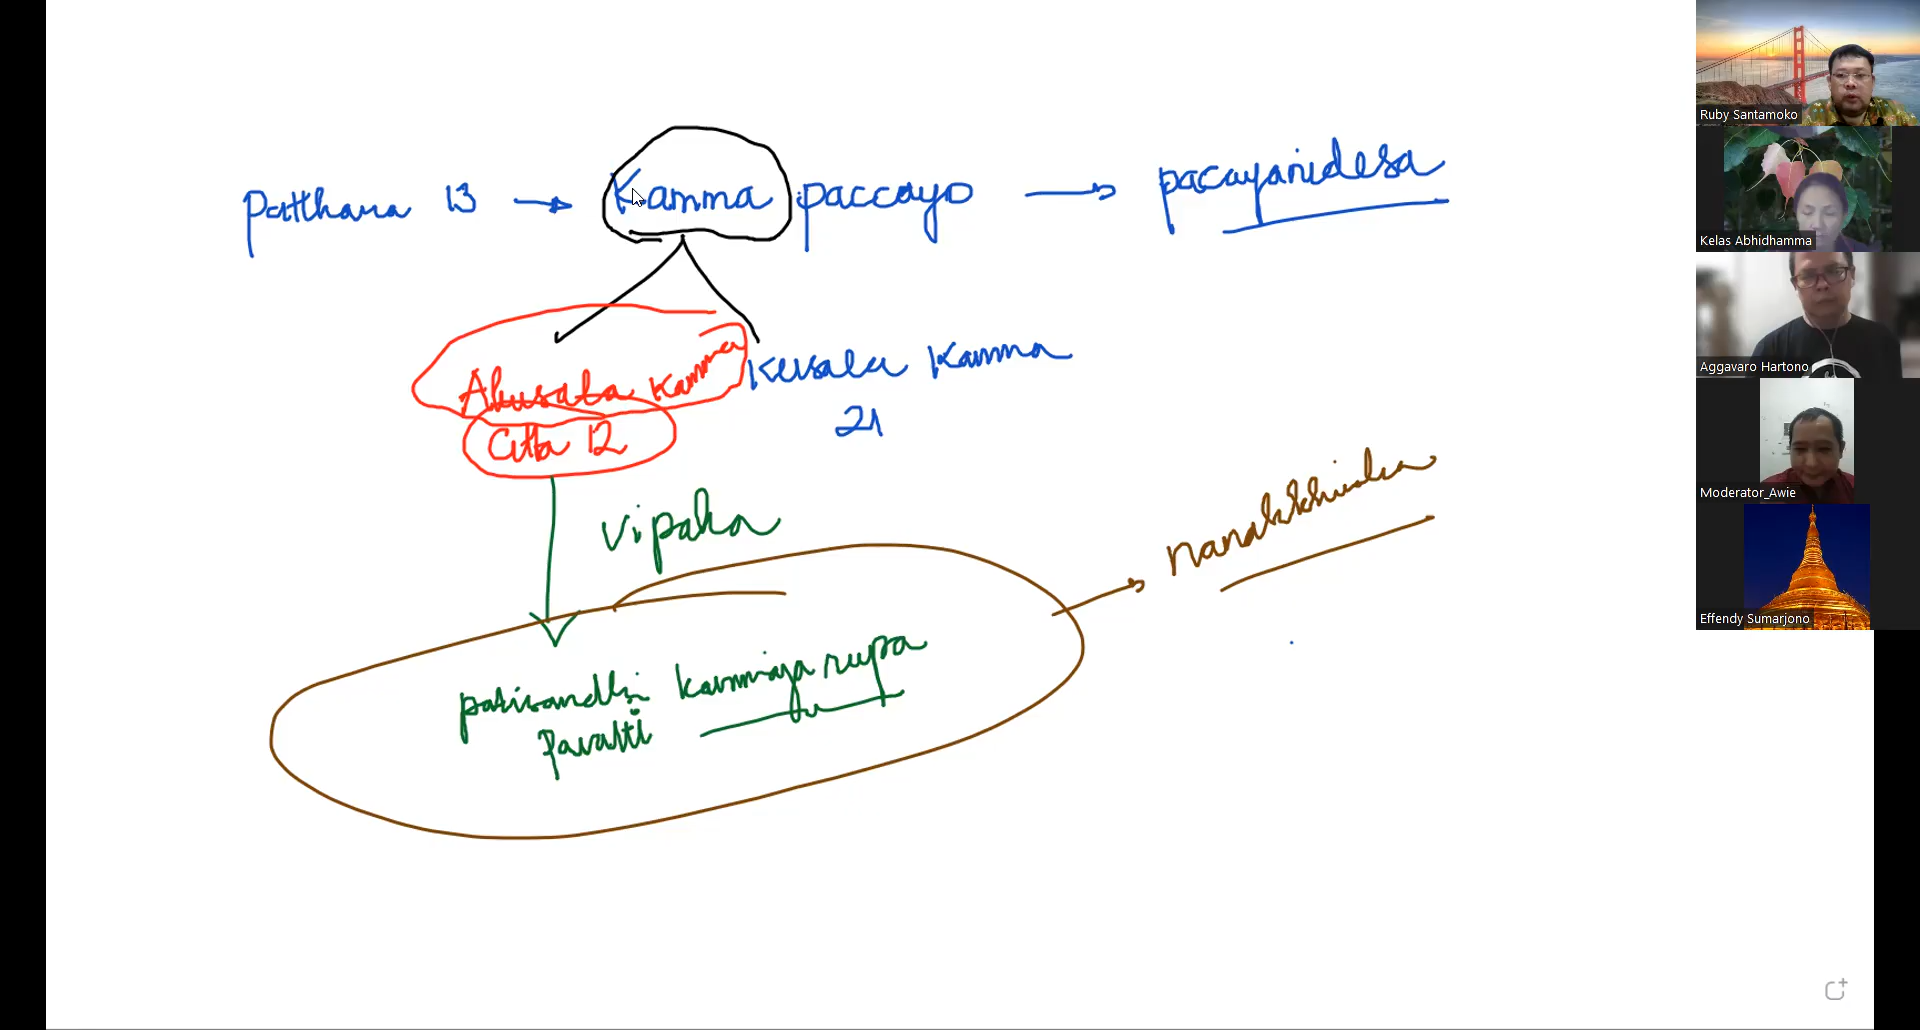 Patthana 13 → Kamma paccayo → pacayanidesa
Akusala Kamma
Kusala Kamma
Citta 12
21
Vipaka
nanakkhanika
patisandhi kammaja rupa
Pavatti
Ruby Santamoko
Kelas Abhidhamma
Aggavaro Hartono
Moderator_Awie
Effendy Sumarjono